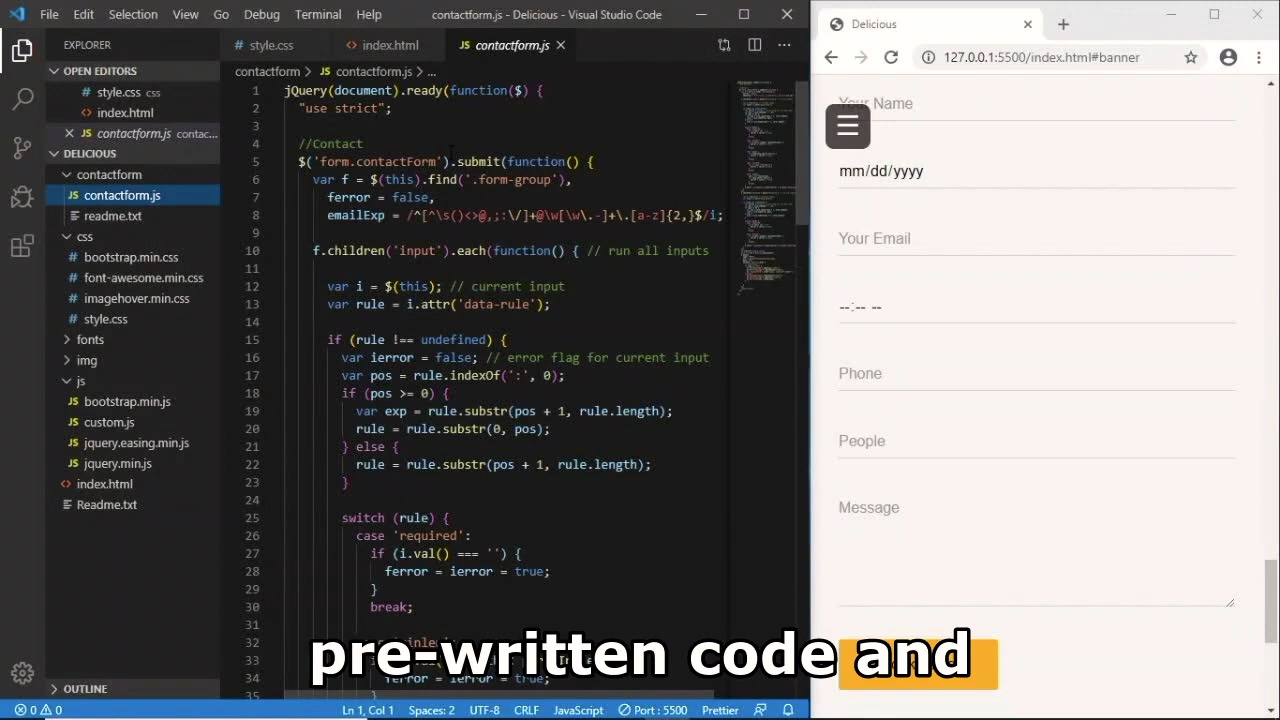 File Edit Selection View Go Debug Terminal Help contactform.js - Delicious - Visual Studio Code
EXPLORER
OPEN EDITORS
style.css css
index.html
contactform.js contac...
DELICIOUS
contactform
contactform.js
readme.txt
css
bootstrap.min.css
font-awesome.min.css
imagehover.min.css
style.css
fonts
img
js
JS bootstrap.min.js
JS custom.js
JS jquery.easing.min.js
JS jquery.min.js
index.html
Readme.txt
OUTLINE
style.css
index.html
JS contactform.js
contactform > JS contactform.js > ...
1 jQuery(document).ready(function($) {
2 "use strict";
3
4 //Contact
5 $('form.contactForm').submit(function() {
6 var f = $(this).find('.form-group'),
7 ferror = false,
8 emailExp = /^[^\s()<>@,;:\/]+@\w[\w\.-]+\.[a-z]{2,}$/i;
9
10 f.children('input').each(function() { // run all inputs
11
12 var i = $(this); // current input
13 var rule = i.attr('data-rule');
14
15 if (rule !== undefined) {
16 var ierror = false; // error flag for current input
17 var pos = rule.indexOf(':', 0);
18 if (pos >= 0) {
19 var exp = rule.substr(pos + 1, rule.length);
20 rule = rule.substr(0, pos);
21 } else {
22 rule = rule.substr(pos + 1, rule.length);
23 }
24
25 switch (rule) {
26 case 'required':
27 if (i.val() === '') {
28 ferror = ierror = true;
29 }
30 break;
31
32
33
34 ferror = ierror = true;
35 }
pre-written code and
0 0 Ln 1, Col 1 Spaces: 2 UTF-8 CRLF JavaScript Port : 5500 Prettier
Delicious
127.0.0.1:5500/index.html#banner
Your Name
mm/dd/yyyy
Your Email
--:-- --
Phone
People
Message